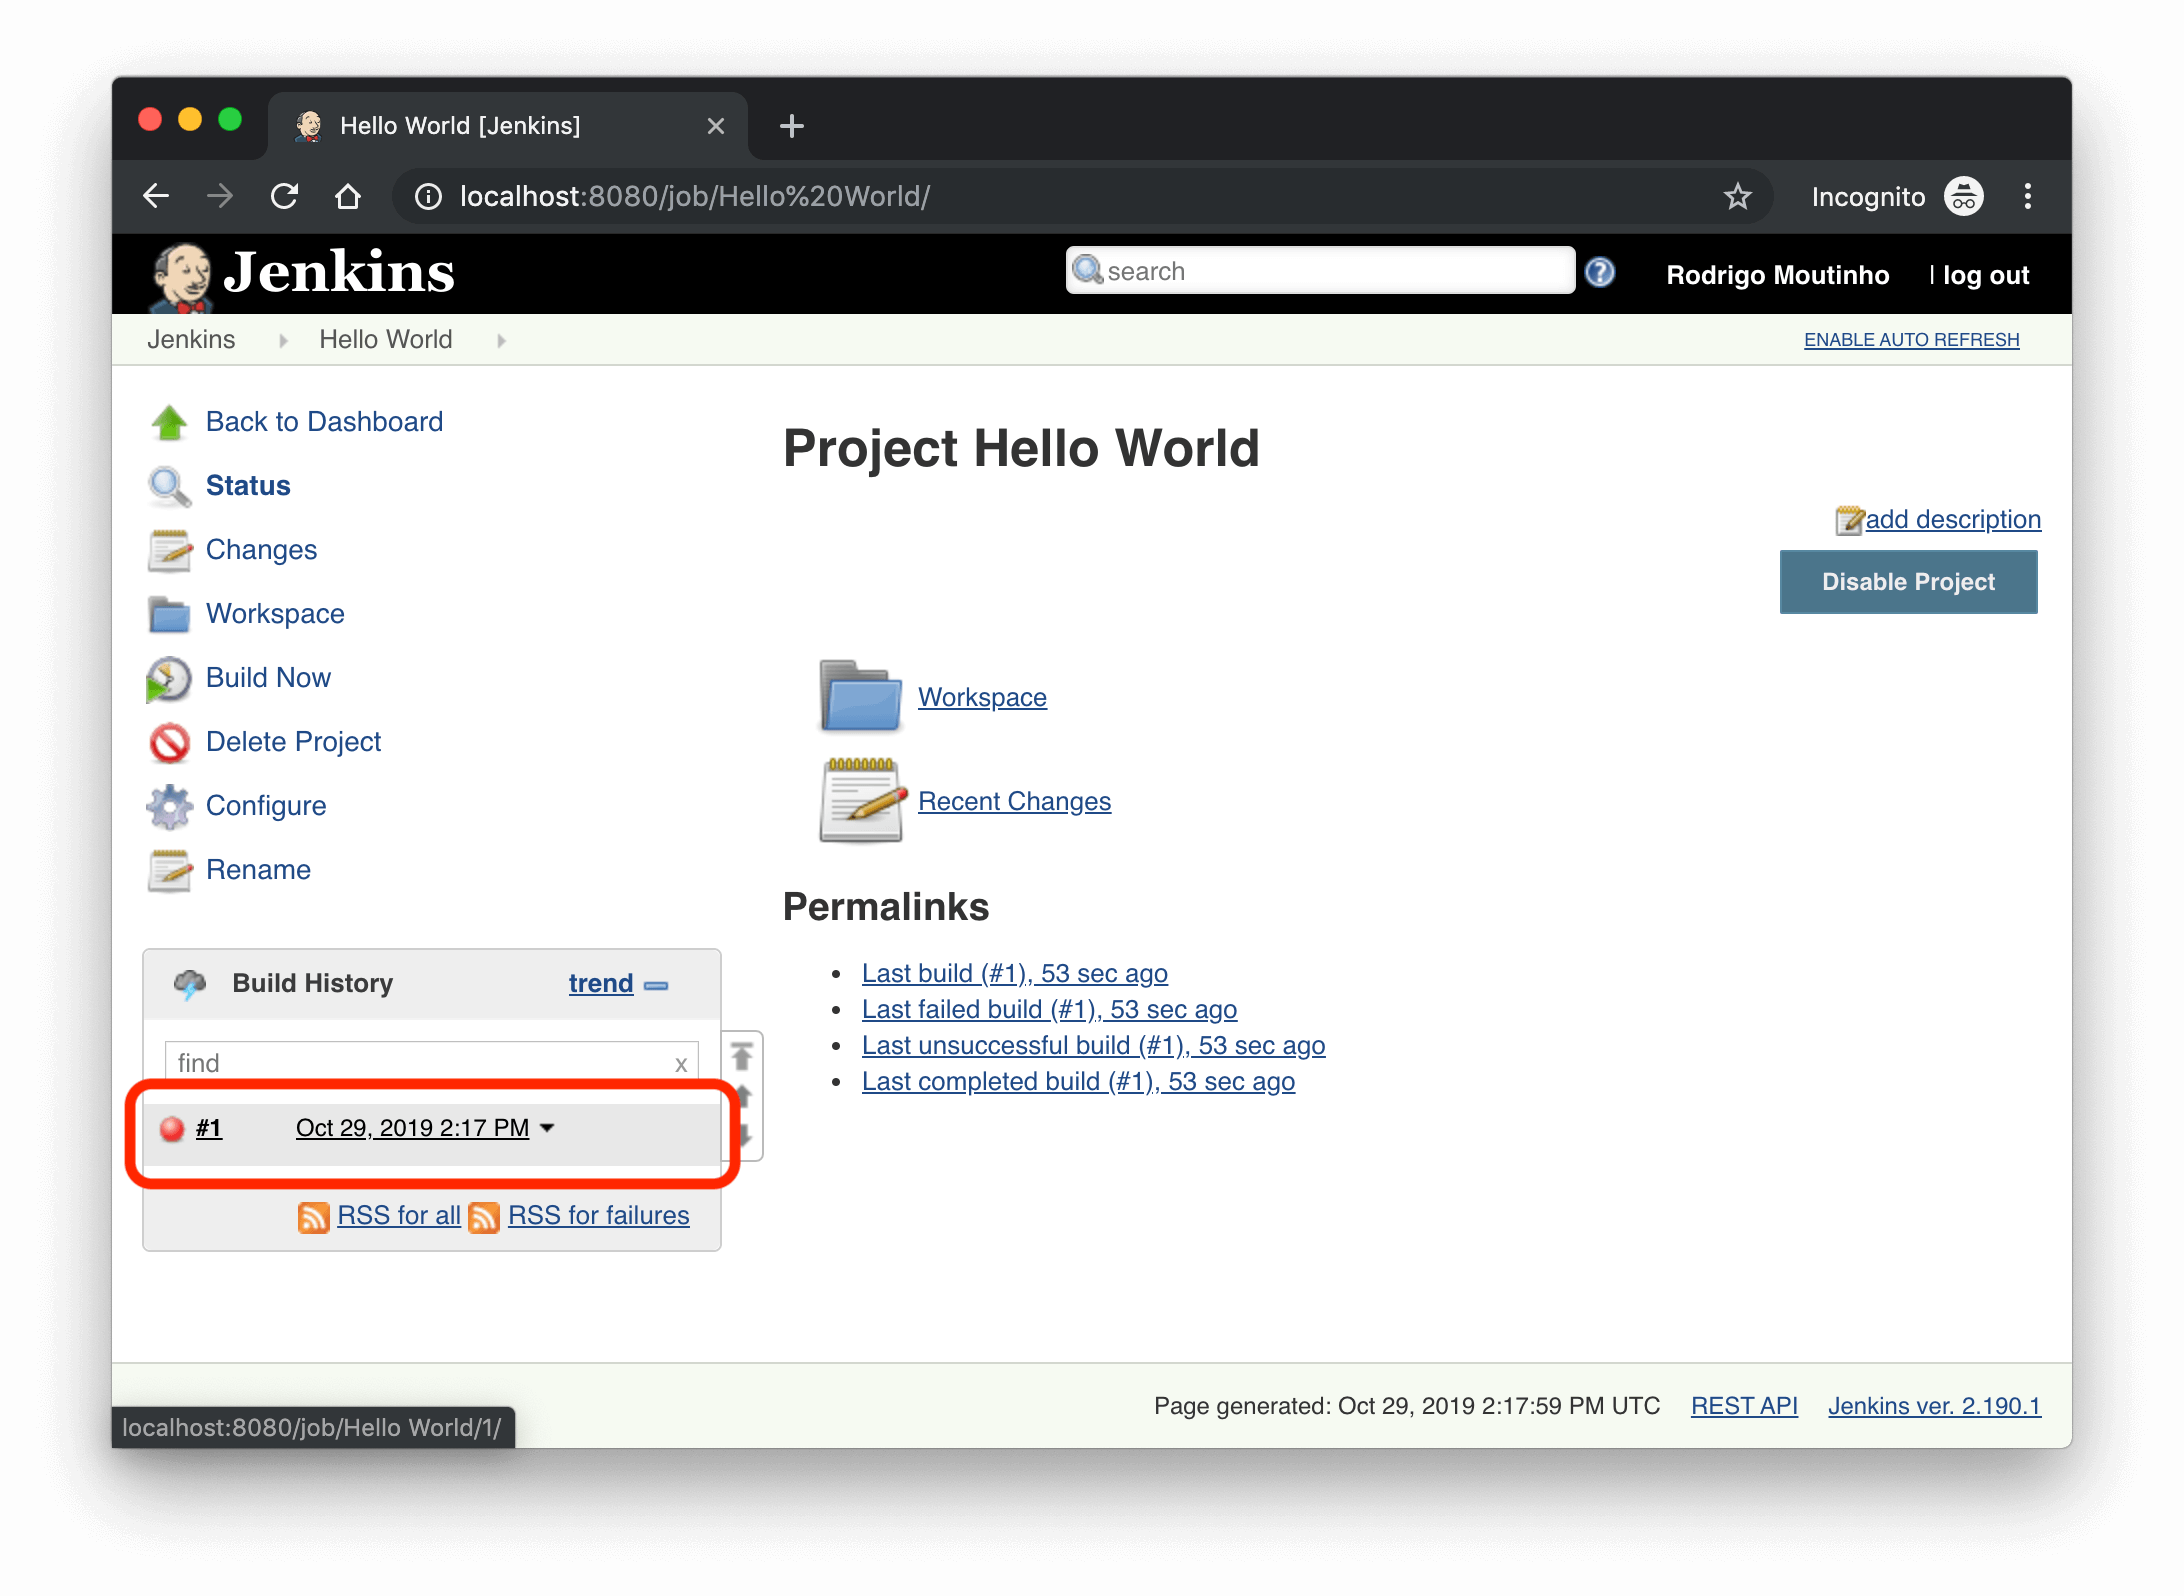 Hello World [Jenkins]
localhost:8080/job/Hello%20World/
Incognito
Jenkins
search
Rodrigo Moutinho
| log out
Jenkins
Hello World
ENABLE AUTO REFRESH
Back to Dashboard
Status
Changes
Workspace
Build Now
Delete Project
Configure
Rename
Project Hello World
add description
Disable Project
Workspace
Recent Changes
Permalinks
Last build (#1), 53 sec ago
Last failed build (#1), 53 sec ago
Last unsuccessful build (#1), 53 sec ago
Last completed build (#1), 53 sec ago
Build History
trend
find
x
#1
Oct 29, 2019 2:17 PM
RSS for all
RSS for failures
Page generated: Oct 29, 2019 2:17:59 PM UTC
REST API
Jenkins ver. 2.190.1
localhost:8080/job/Hello World/1/